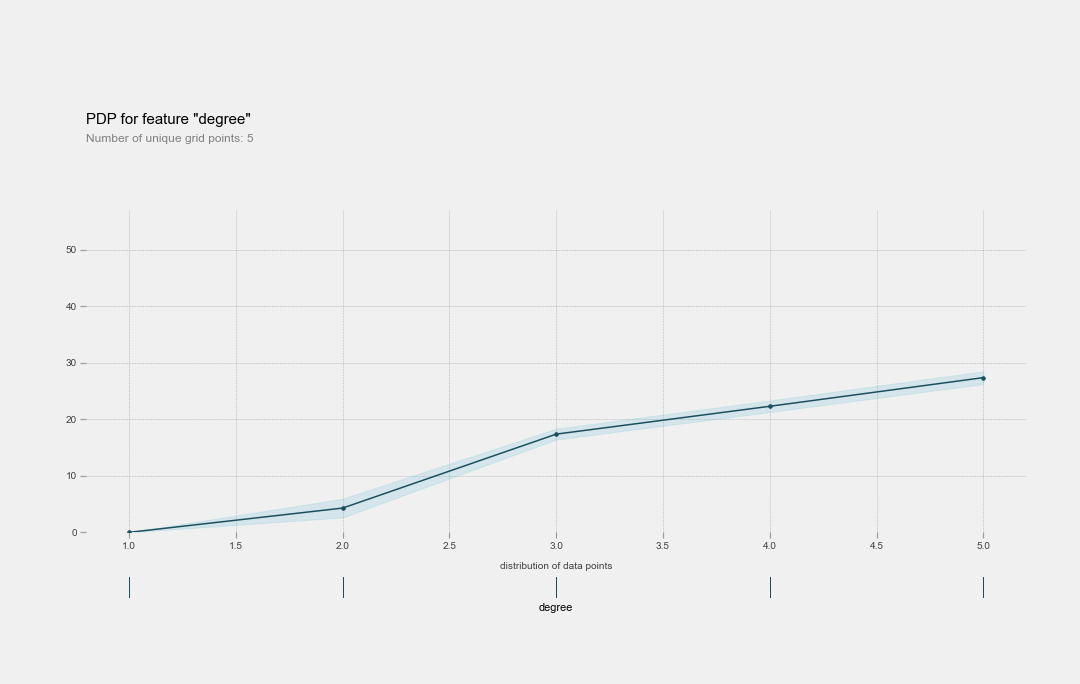 PDP for feature "degree"
Number of unique grid points: 5
50
40
30
20
10
0
1.0 1.5 2.0 2.5 3.0 3.5 4.0 4.5 5.0
distribution of data points
degree